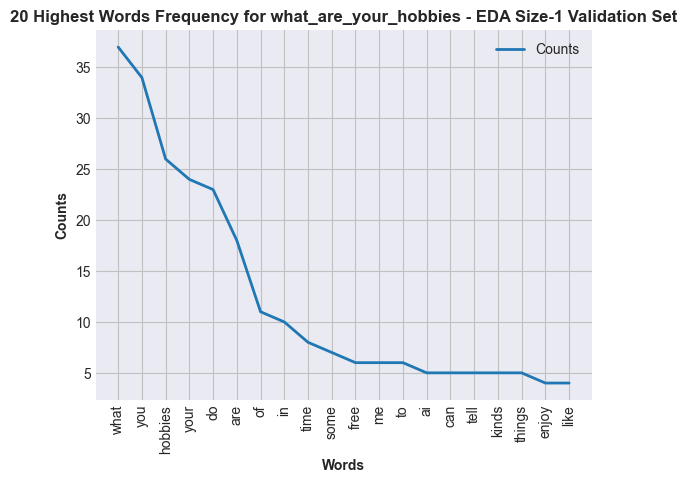 20 Highest Words Frequency for what_are_your_hobbies - EDA Size-1 Validation Set
Counts
35
30
25
20
15
10
5
Counts
what
you
hobbies
your
do
are
of
in
time
some
free
me
to
ai
can
tell
kinds
things
enjoy
like
Words